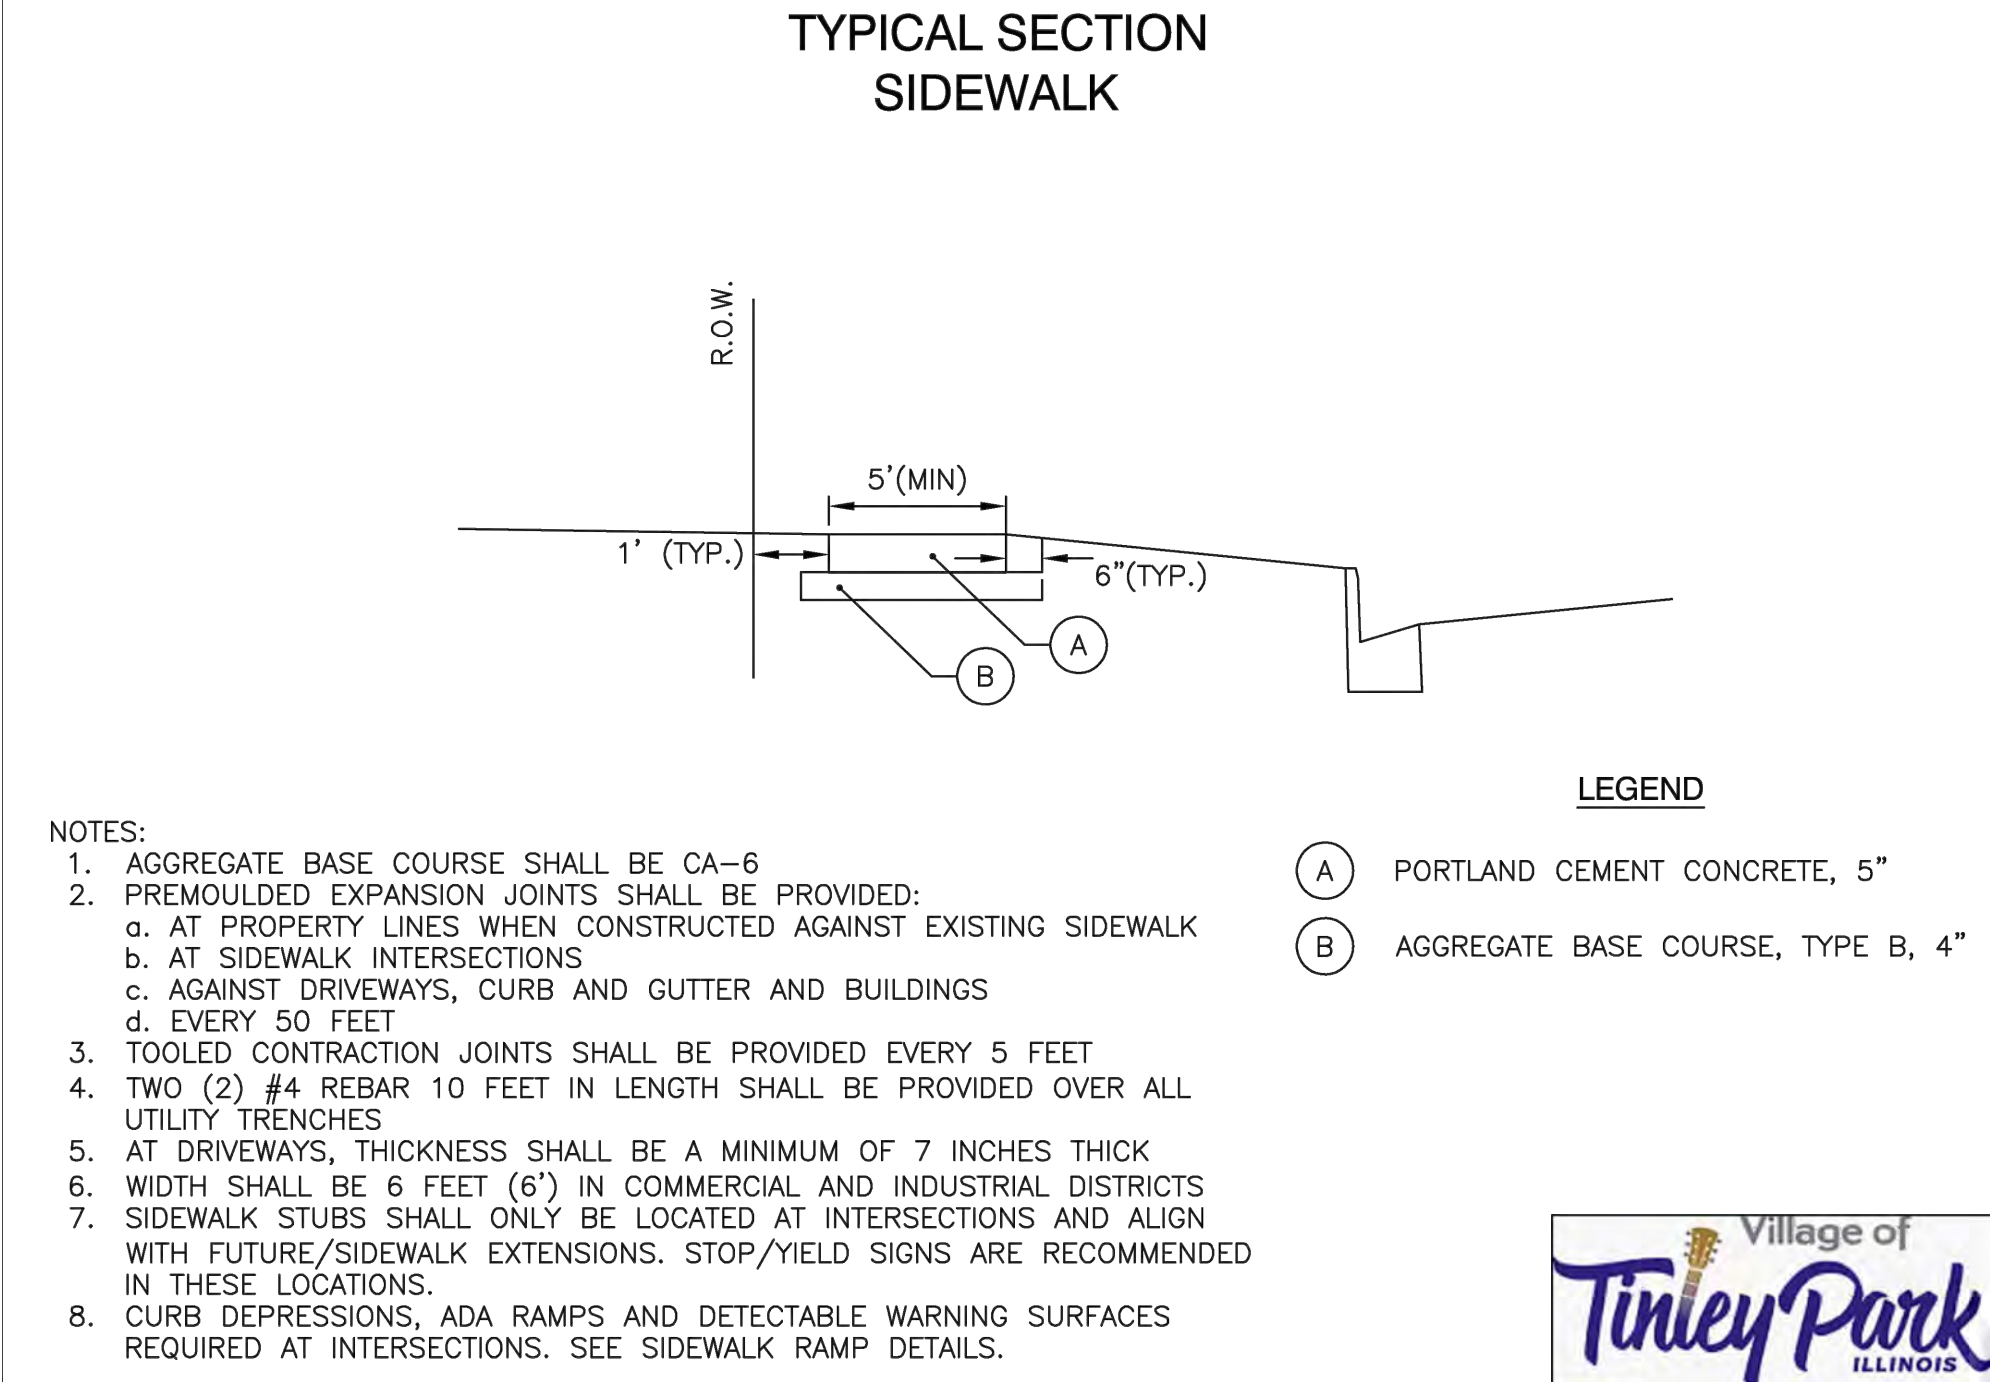 TYPICAL SECTION
SIDEWALK
R.O.W.
5'(MIN)
1' (TYP.)
6"(TYP.)
A
B
LEGEND
A PORTLAND CEMENT CONCRETE, 5"
B AGGREGATE BASE COURSE, TYPE B, 4"
NOTES:
1. AGGREGATE BASE COURSE SHALL BE CA-6
2. PREMOULDED EXPANSION JOINTS SHALL BE PROVIDED:
a. AT PROPERTY LINES WHEN CONSTRUCTED AGAINST EXISTING SIDEWALK
b. AT SIDEWALK INTERSECTIONS
c. AGAINST DRIVEWAYS, CURB AND GUTTER AND BUILDINGS
d. EVERY 50 FEET
3. TOOLED CONTRACTION JOINTS SHALL BE PROVIDED EVERY 5 FEET
4. TWO (2) #4 REBAR 10 FEET IN LENGTH SHALL BE PROVIDED OVER ALL
UTILITY TRENCHES
5. AT DRIVEWAYS, THICKNESS SHALL BE A MINIMUM OF 7 INCHES THICK
6. WIDTH SHALL BE 6 FEET (6') IN COMMERCIAL AND INDUSTRIAL DISTRICTS
7. SIDEWALK STUBS SHALL ONLY BE LOCATED AT INTERSECTIONS AND ALIGN
WITH FUTURE/SIDEWALK EXTENSIONS. STOP/YIELD SIGNS ARE RECOMMENDED
IN THESE LOCATIONS.
8. CURB DEPRESSIONS, ADA RAMPS AND DETECTABLE WARNING SURFACES
REQUIRED AT INTERSECTIONS. SEE SIDEWALK RAMP DETAILS.
Village of
Tinley Park
ILLINOIS